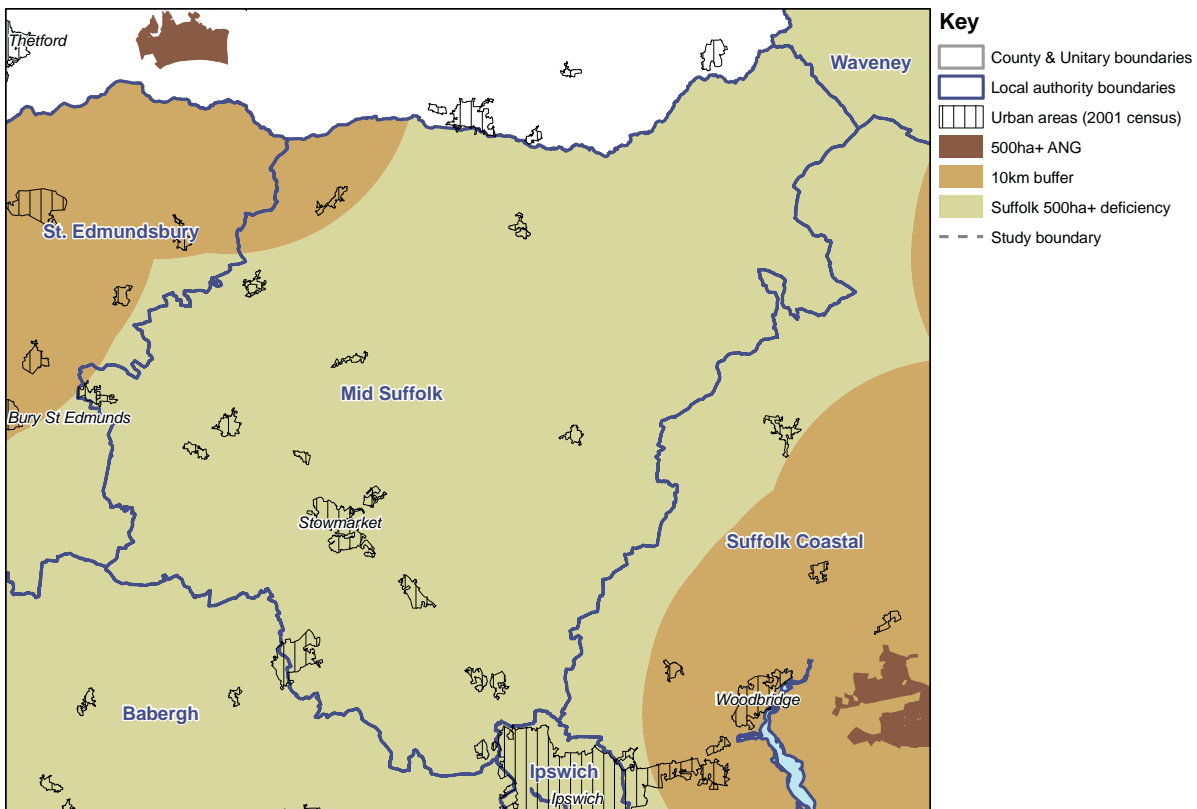 Thetford
Waveney
St. Edmundsbury
Mid Suffolk
Bury St Edmunds
Stowmarket
Suffolk Coastal
Woodbridge
Babergh
Ipswich
Ipswich
Key
County & Unitary boundaries
Local authority boundaries
Urban areas (2001 census)
500ha+ ANG
10km buffer
Suffolk 500ha+ deficiency
Study boundary